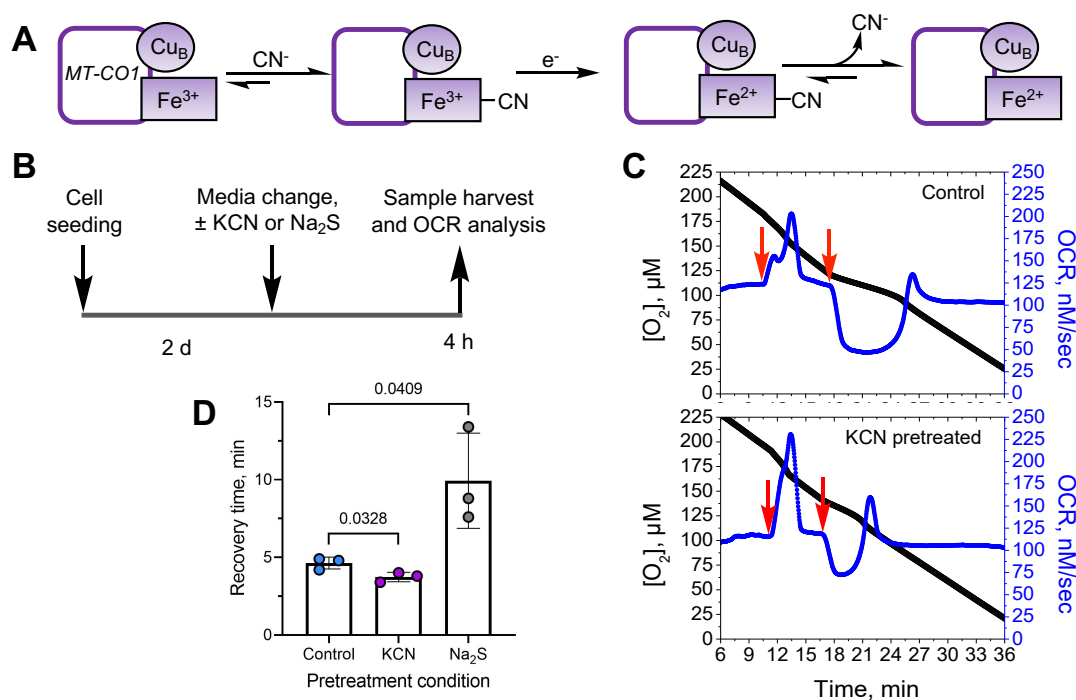 A
MT-CO1
CuB
Fe3+
CN-
CuB
Fe3+
CN
e-
CuB
Fe2+
CN
CN-
CuB
Fe2+
B
Cell
seeding
Media change,
± KCN or Na2S
Sample harvest
and OCR analysis
2 d
4 h
C
Control
[O2], µM
225
200
175
150
125
100
75
50
25
0
OCR, nM/sec
250
225
200
175
150
125
100
75
50
25
0
KCN pretreated
[O2], µM
225
200
175
150
125
100
75
50
25
0
OCR, nM/sec
250
225
200
175
150
125
100
75
50
25
0
6 9 12 15 18 21 24 27 30 33 36
Time, min
D
Recovery time, min
15
10
5
0
0.0409
0.0328
Control KCN Na2S
Pretreatment condition